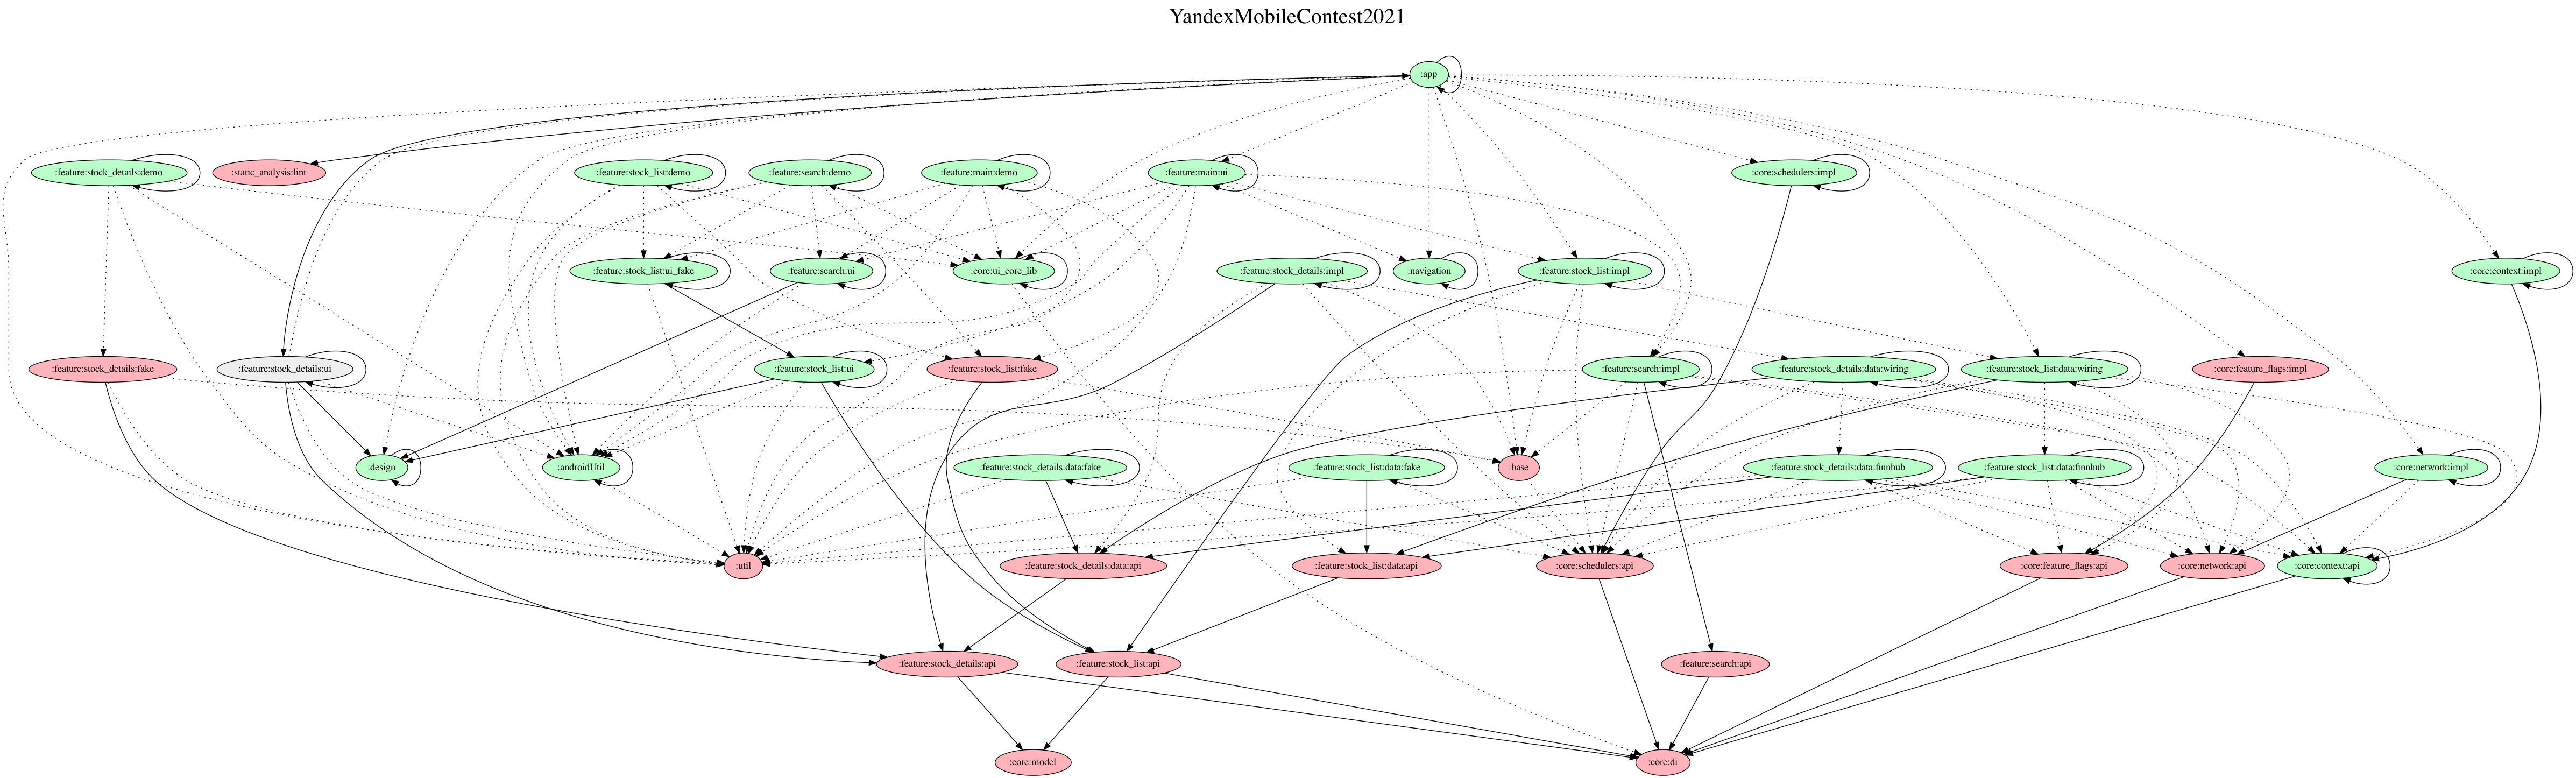 YandexMobileContest2021
:app
:feature:stock_details:demo
:static_analysis:lint
:feature:stock_list:demo
:feature:search:demo
:feature:main:demo
:feature:main:ui
:core:schedulers:impl
:feature:stock_list:ui_fake
:feature:search:ui
:core:ui_core_lib
:feature:stock_details:impl
:navigation
:feature:stock_list:impl
:core:context:impl
:feature:stock_details:fake
:feature:stock_details:ui
:feature:stock_list:ui
:feature:stock_list:fake
:feature:search:impl
:feature:stock_details:data:wiring
:feature:stock_list:data:wiring
:core:feature_flags:impl
:design
:androidUtil
:feature:stock_details:data:fake
:feature:stock_list:data:fake
:base
:feature:stock_details:data:finnhub
:feature:stock_list:data:finnhub
:core:network:impl
:util
:feature:stock_details:data:api
:feature:stock_list:data:api
:core:schedulers:api
:core:feature_flags:api
:core:network:api
:core:context:api
:feature:stock_details:api
:feature:stock_list:api
:feature:search:api
:core:model
:core:di